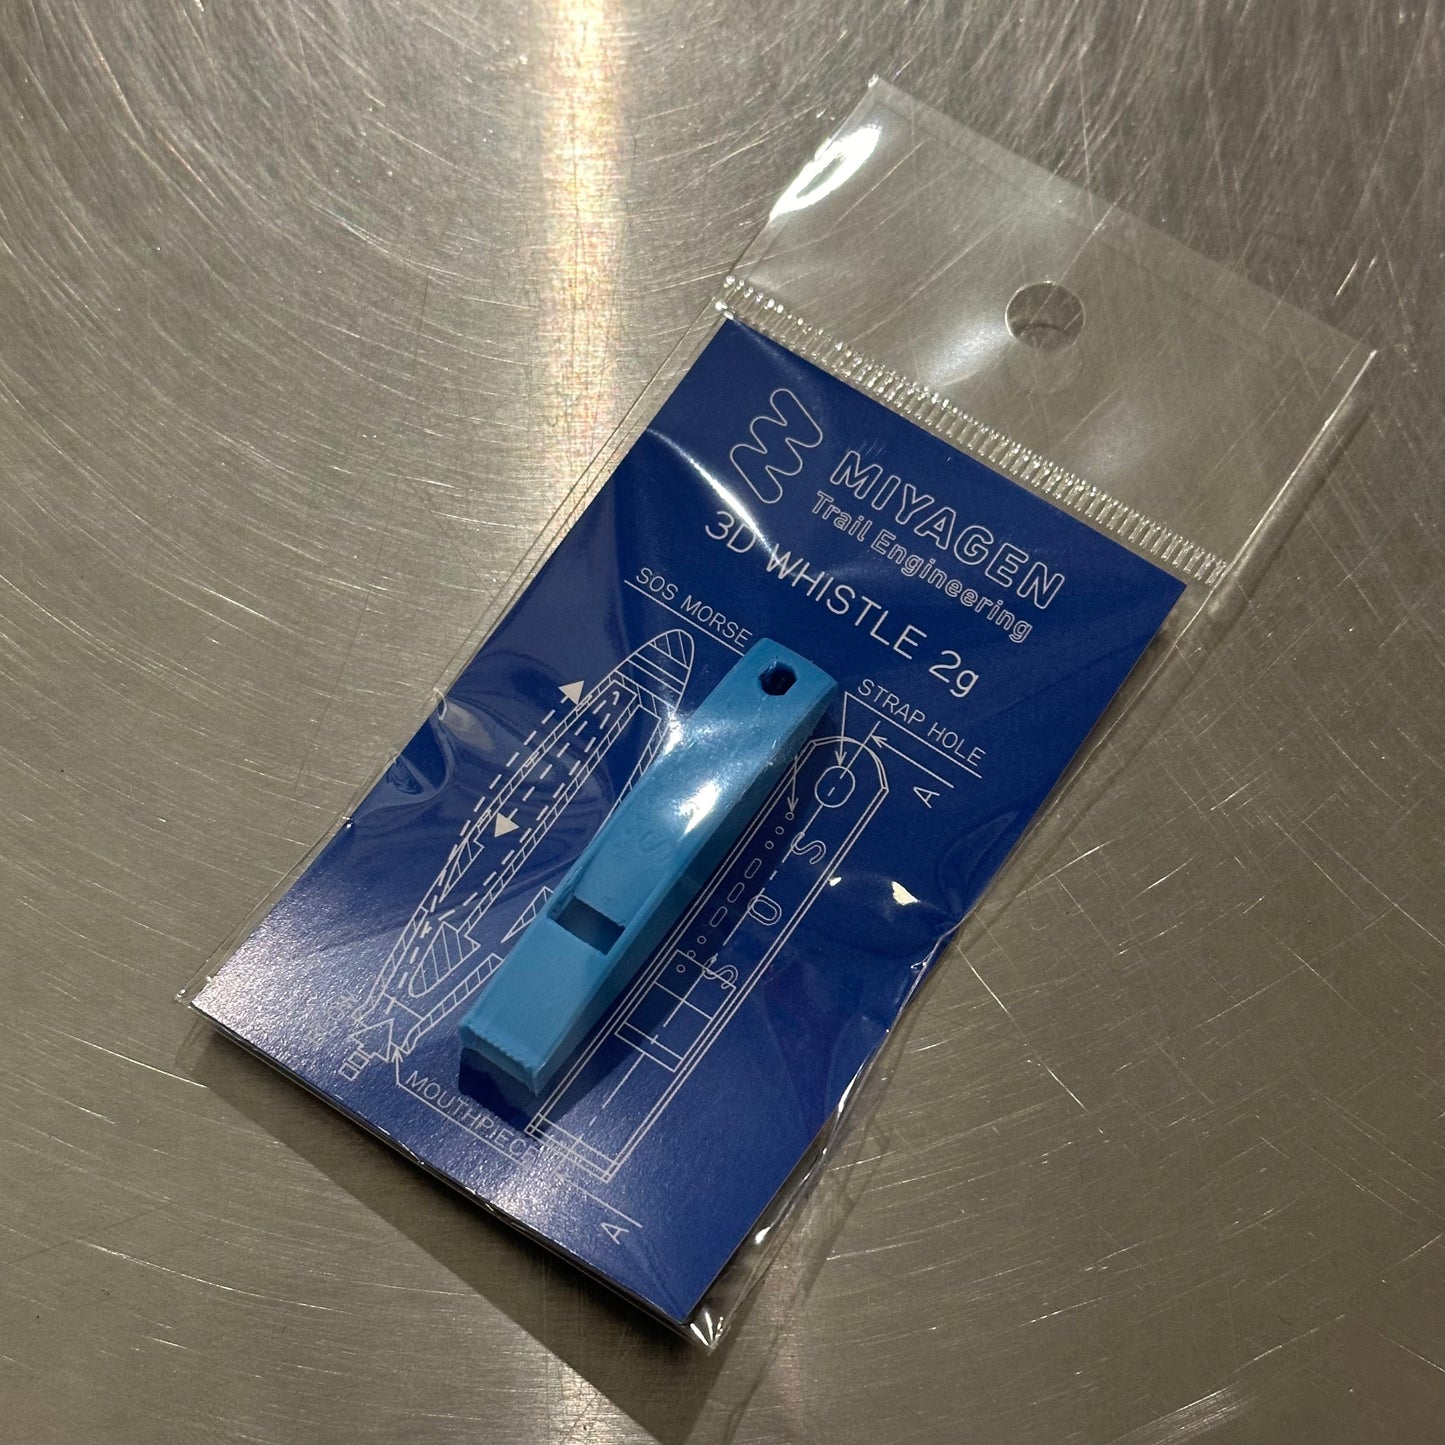 MIYAGEN
Trail Engineering
3D WHISTLE 2g
SOS MORSE
STRAP HOLE
A
S
O
S
MOUTHPIECE
A